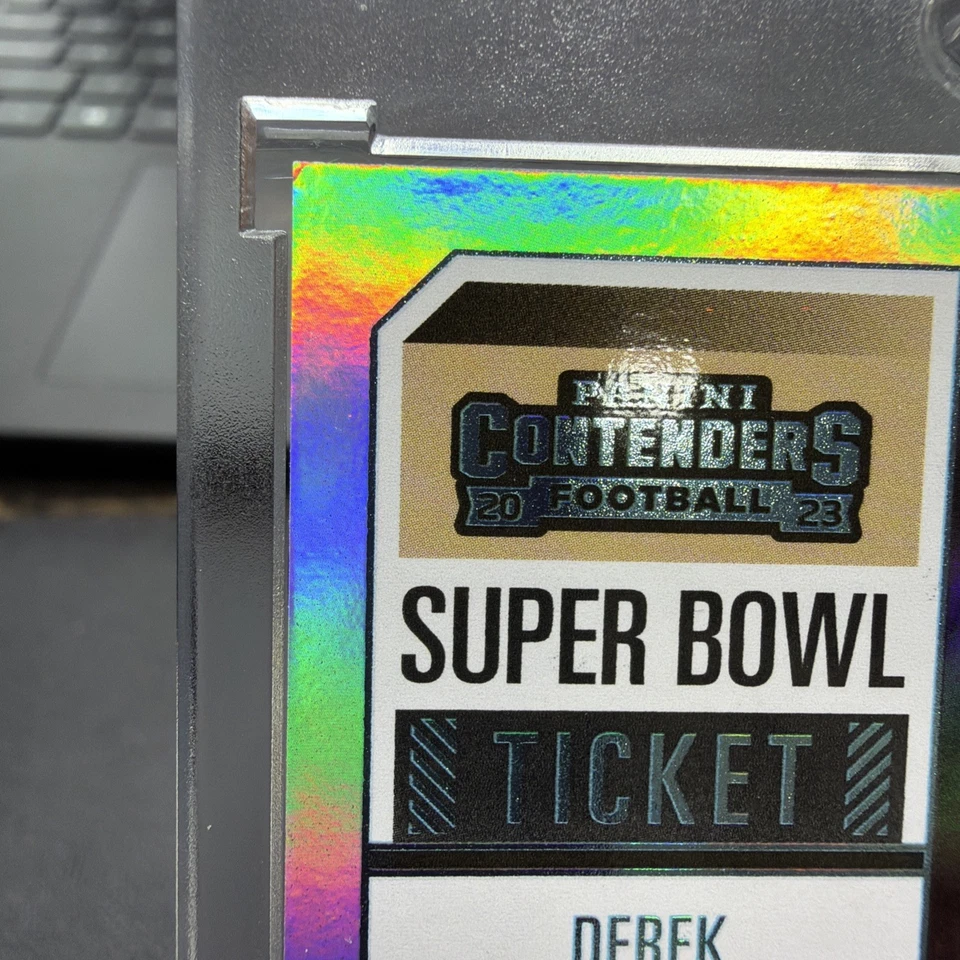 PANINI
CONTENDERS
20 FOOTBALL 23
SUPER BOWL
TICKET
DEREK